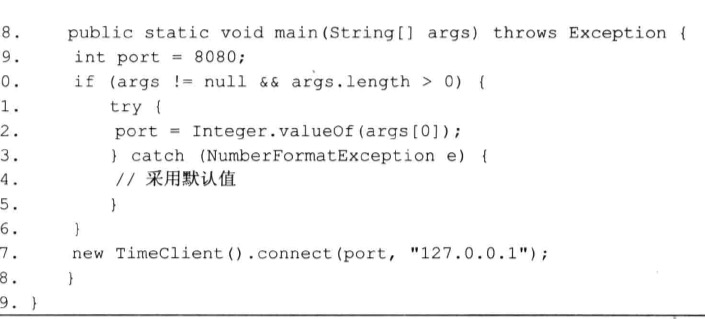 8.     public static void main(String[] args) throws Exception {
9.      int port = 8080;
0.      if (args != null && args.length > 0) {
1.          try {
2.           port = Integer.valueOf(args[0]);
3.          } catch (NumberFormatException e) {
4.           // 采用默认值
5.          }
6.      }
7.      new TimeClient().connect(port, "127.0.0.1");
8.     }
9. }